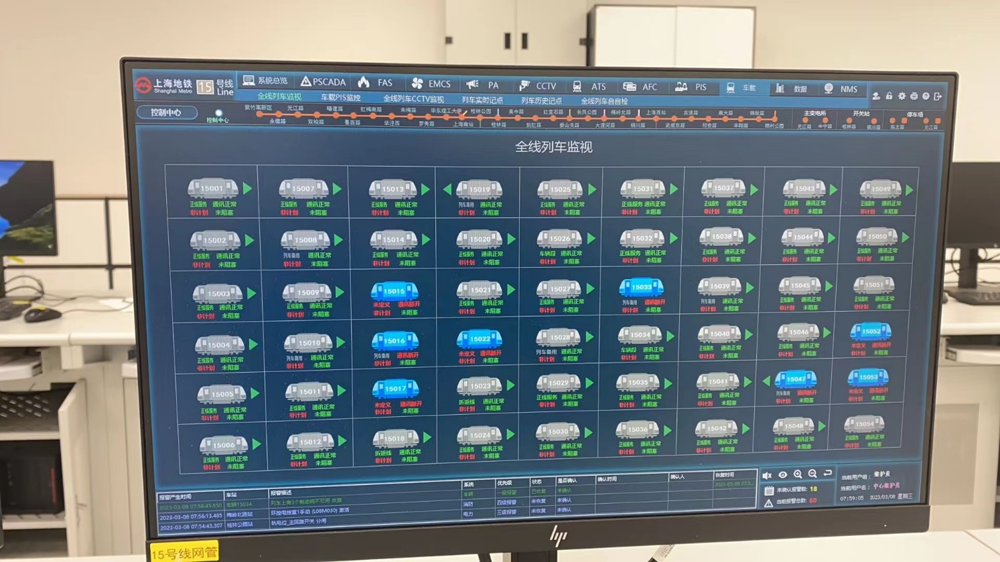 上海地铁 Shanghai Metro 15 号线 Line
系统总览 PSCADA FAS EMCS PA CCTV ATS AFC PIS 车载 数据 NMS
全线列车监视 车载PIS监控 全线列车CCTV监视 列车实时记点 列车历史记点 全线列车自自检
控制中心 控制中心
紫竹高新区 元江路 曙建路 虹梅南路 朱梅路 华东理工大学 桂林公园 吴中路 红宝石路 长风公园 梅岭北路 上海西站 古浪路 南大路 锦秋路 主变电所 开关站 停车场
永德路 双柏路 景西路 华泾西 罗秀路 上海南站 桂林路 姚虹路 娄山关路 大渡河路 铜川路 武威东路 祁安路 丰翔路 顾村公园 元江路 中宁路 桂林路 铜川路 陈太路 元江路
全线列车监视
15001 15007 15013 15019 15025 15031 15037 15043 15049
正线服务 通讯正常 正线服务 通讯正常 正线服务 通讯正常 列车备用 通讯正常 正线服务 通讯正常 正线服务 通讯正常 正线服务 通讯正常 正线服务 通讯正常 正线服务 通讯正常
非计划 未阻塞 非计划 未阻塞 非计划 未阻塞 非计划 未阻塞 非计划 未阻塞 非计划 未阻塞 非计划 未阻塞 非计划 未阻塞 非计划 未阻塞
15002 15008 15014 15020 15026 15032 15038 15044 15050
正线服务 通讯正常 列车备用 通讯正常 正线服务 通讯正常 正线服务 通讯正常 车辆段 通讯正常 正线服务 通讯正常 正线服务 通讯正常 正线服务 通讯正常 正线服务 通讯正常
非计划 未阻塞 非计划 未阻塞 非计划 未阻塞 非计划 未阻塞 非计划 未阻塞 非计划 未阻塞 非计划 未阻塞 非计划 未阻塞 非计划 未阻塞
15003 15009 15015 15021 15027 15033 15039 15045 15051
正线服务 通讯正常 正线服务 通讯正常 未定义 通讯断开 正线服务 通讯正常 正线服务 通讯正常 列车备用 通讯断开 列车备用 通讯正常 正线服务 通讯正常 正线服务 通讯正常
非计划 未阻塞 非计划 未阻塞 非计划 未阻塞 非计划 未阻塞 非计划 未阻塞 非计划 未阻塞 非计划 未阻塞 非计划 未阻塞 非计划 未阻塞
15004 15010 15016 15022 15028 15034 15040 15046 15052
正线服务 通讯正常 列车备用 通讯正常 列车备用 通讯断开 未定义 通讯断开 列车备用 通讯正常 车辆段 通讯正常 正线服务 通讯正常 正线服务 通讯正常 未定义 通讯断开
非计划 未阻塞 非计划 未阻塞 非计划 未阻塞 非计划 未阻塞 非计划 未阻塞 非计划 未阻塞 非计划 未阻塞 非计划 未阻塞 非计划 未阻塞
15005 15011 15017 15023 15029 15035 15041 15047 15053
正线服务 通讯正常 正线服务 通讯正常 未定义 通讯断开 折返线 通讯正常 正线服务 通讯正常 正线服务 通讯正常 正线服务 通讯正常 列车备用 通讯断开 未定义 通讯断开
非计划 未阻塞 非计划 未阻塞 非计划 未阻塞 非计划 未阻塞 非计划 未阻塞 非计划 未阻塞 非计划 未阻塞 非计划 未阻塞 非计划 未阻塞
15006 15012 15018 15024 15030 15036 15042 15048 15054
正线服务 通讯正常 正线服务 通讯正常 折返线 通讯正常 正线服务 通讯正常 正线服务 通讯正常 正线服务 通讯正常 正线服务 通讯正常 正线服务 通讯正常 正线服务 通讯正常
非计划 未阻塞 非计划 未阻塞 非计划 未阻塞 非计划 未阻塞 非计划 未阻塞 非计划 未阻塞 非计划 未阻塞 非计划 未阻塞 非计划 未阻塞
报警产生时间 车站 报警描述 系统 优先级 状态 是否确认 确认时间 确认人 恢复时间
2023-03-08 07:58:45.650 车辆15034 列车上有3个制动阀不可用 恢复 车辆 一级报警 已恢复 未确认 2023-03-08 07:5...
2023-03-08 07:56:13.485 梅岭北路站 环控电控室1手动 (L08M030) 激活 消防 四级报警 未恢复 未确认
2023-03-08 07:54:43.307 桂林公园站 轨电位_主回路开关 分闸 电力 三级报警 未恢复 未确认
未确认报警数: 18
当前报警总数: 60
当前用户组: 维护员
当前用户名: 中心维护员
07:59:05 2023/03/08 星期三
hp
15号线网管